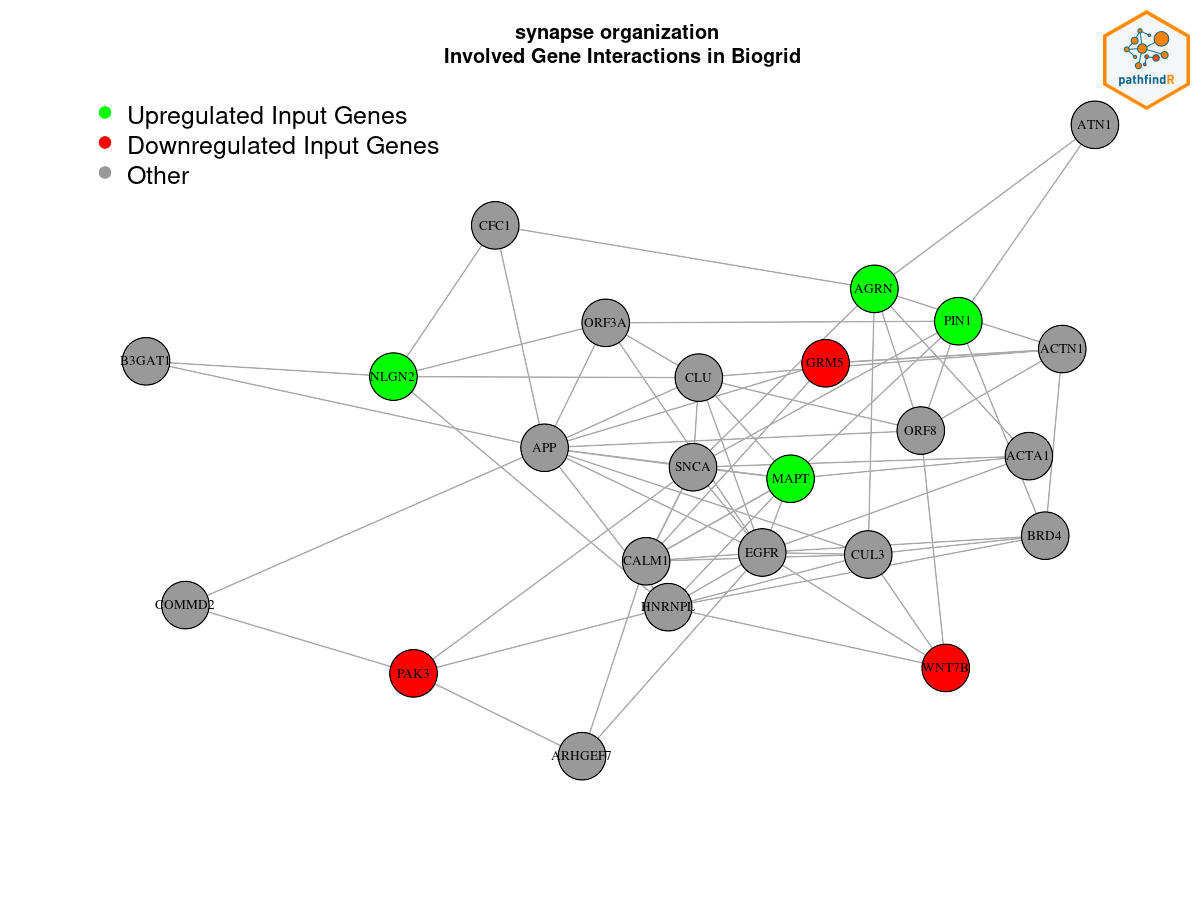 synapse organization
Involved Gene Interactions in Biogrid
pathfindR
Upregulated Input Genes
Downregulated Input Genes
Other
ATN1
CFC1
AGRN
ORF3A
PIN1
ACTN1
B3GAT1
GRM5
NLGN2
CLU
ORF8
APP
ACTA1
SNCA
MAPT
BRD4
EGFR
CUL3
CALM1
COMMD2
HNRNPL
WNT7B
PAK3
ARHGEF7